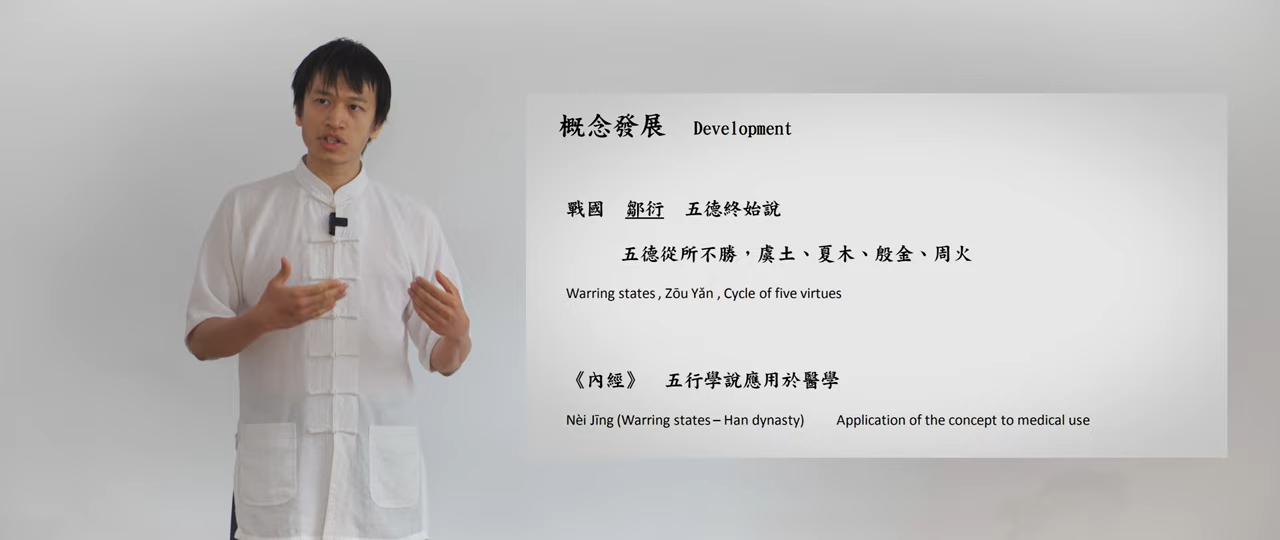 概念發展 Development
戰國 鄒衍 五德終始說
五德從所不勝，虞土、夏木、殷金、周火
Warring states , Zōu Yǎn , Cycle of five virtues
《內經》 五行學說應用於醫學
Nèi Jīng (Warring states – Han dynasty) Application of the concept to medical use